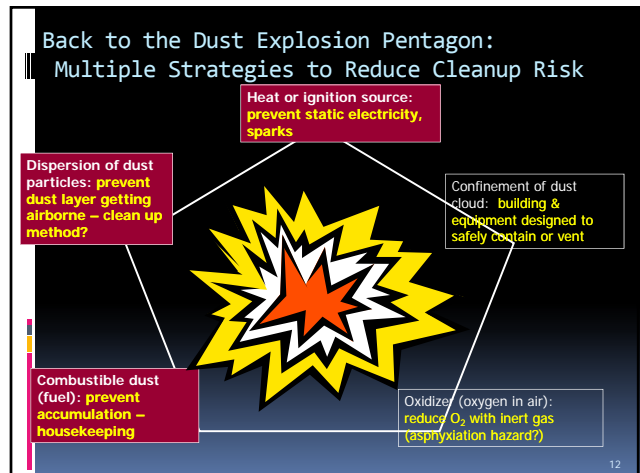 Back to the Dust Explosion Pentagon:
Multiple Strategies to Reduce Cleanup Risk
Heat or ignition source:
prevent static electricity,
sparks
Dispersion of dust
particles: prevent
dust layer getting
airborne – clean up
method?
Confinement of dust
cloud: building &
equipment designed to
safely contain or vent
Combustible dust
(fuel): prevent
accumulation –
housekeeping
Oxidizer (oxygen in air):
reduce O₂ with inert gas
(asphyxiation hazard?)
12